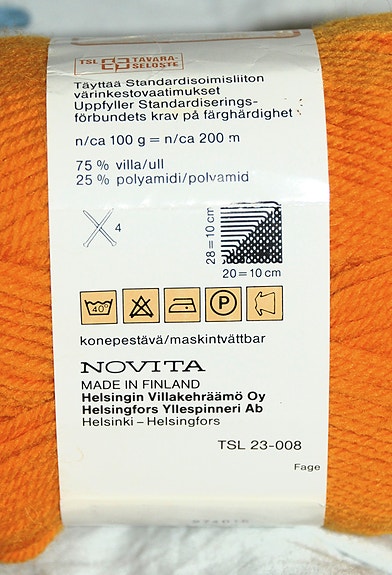 TSL TAVARA-
SELOSTE
Täyttää Standardisoimisliiton
värinkestovaatimukset
Uppfyller Standardiserings-
förbundets krav på färghärdighet
n/ca 100 g = n/ca 200 m
75 % villa/ull
25 % polyamidi/polyamid
4
28 = 10 cm
20 = 10 cm
40°
P
konepestävä/maskintvättbar
NOVITA
MADE IN FINLAND
Helsingin Villakehräämö Oy
Helsingfors Yllespinneri Ab
Helsinki – Helsingfors
TSL 23-008
Fage